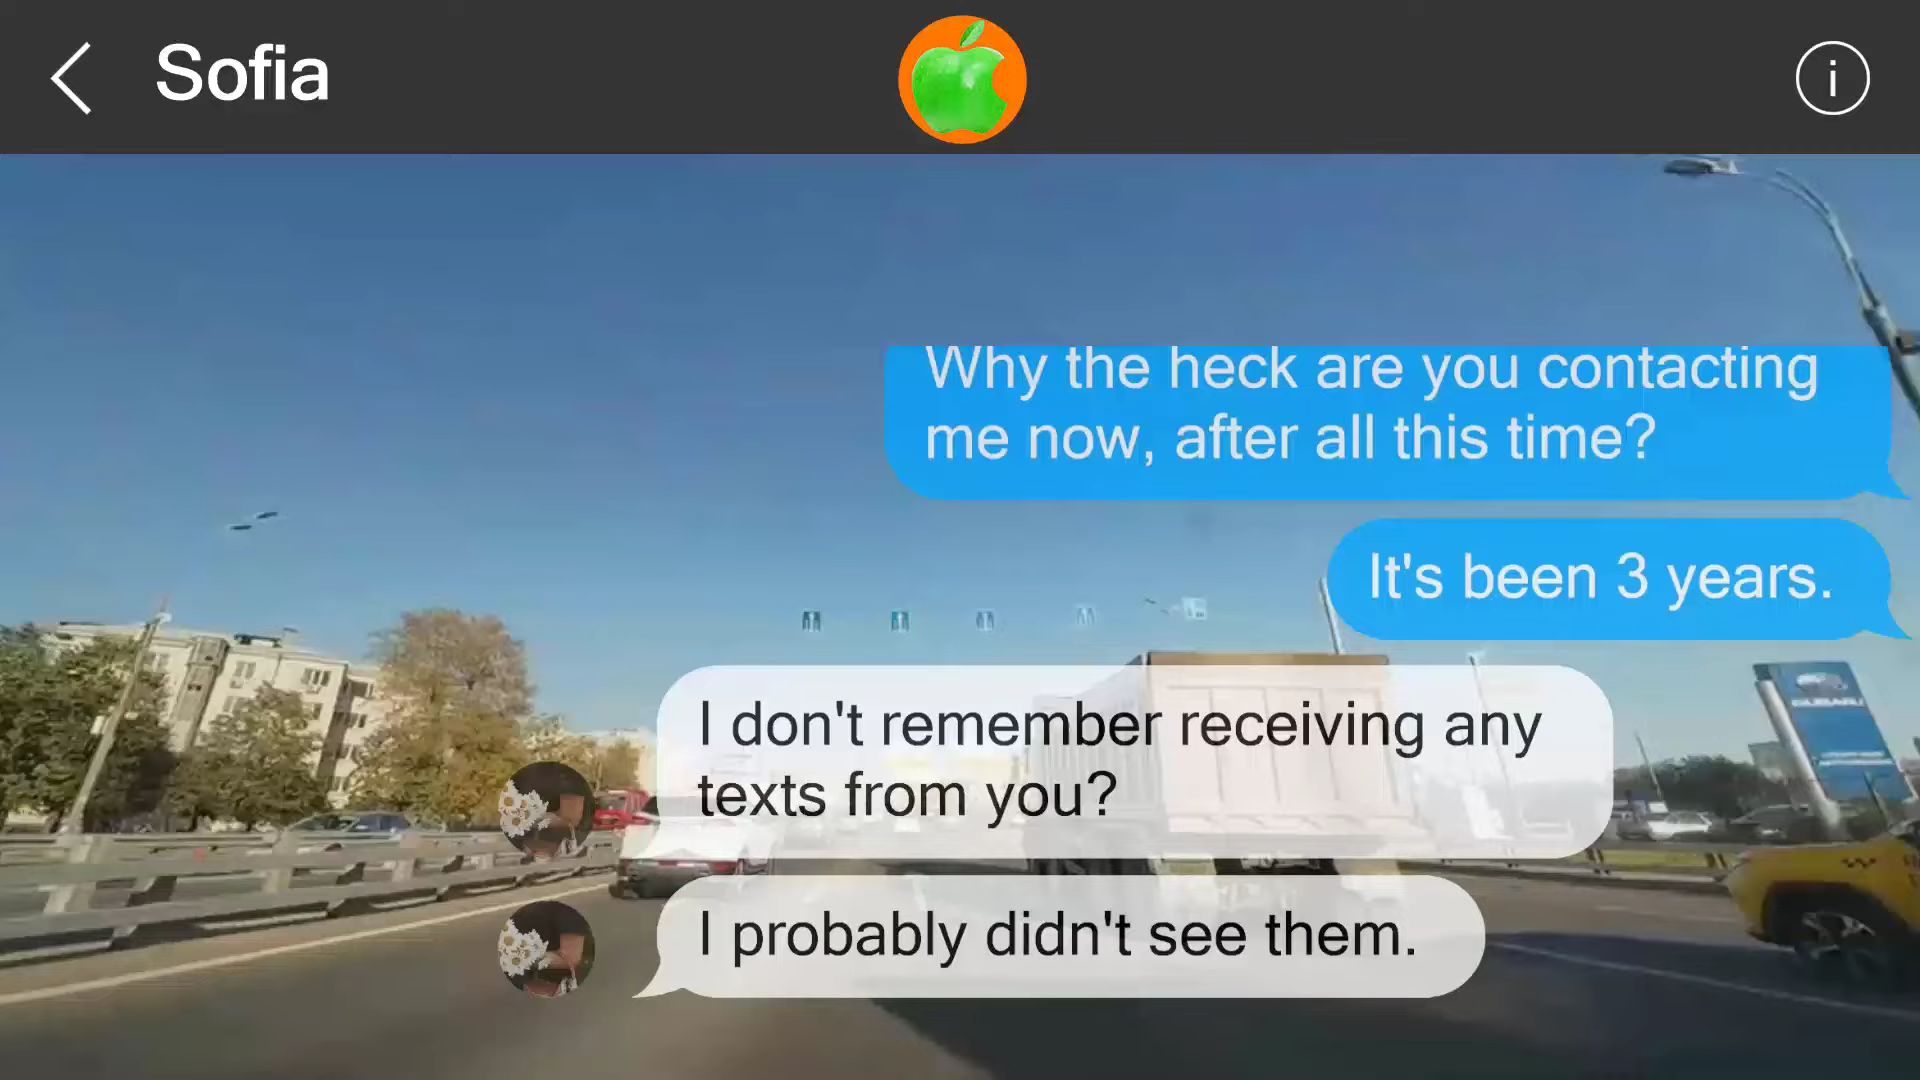 Sofia
Why the heck are you contacting
me now, after all this time?
It's been 3 years.
I don't remember receiving any
texts from you?
I probably didn't see them.
SUBARU